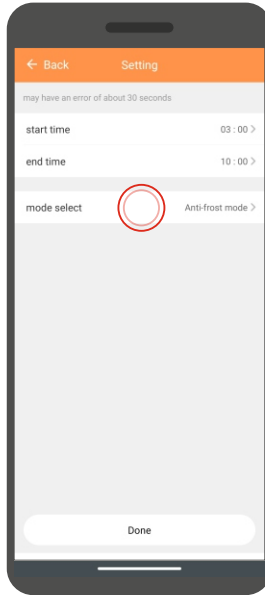 ← Back Setting
may have an error of about 30 seconds
start time 03 : 00 >
end time 10 : 00 >
mode select Anti-frost mode >
Done